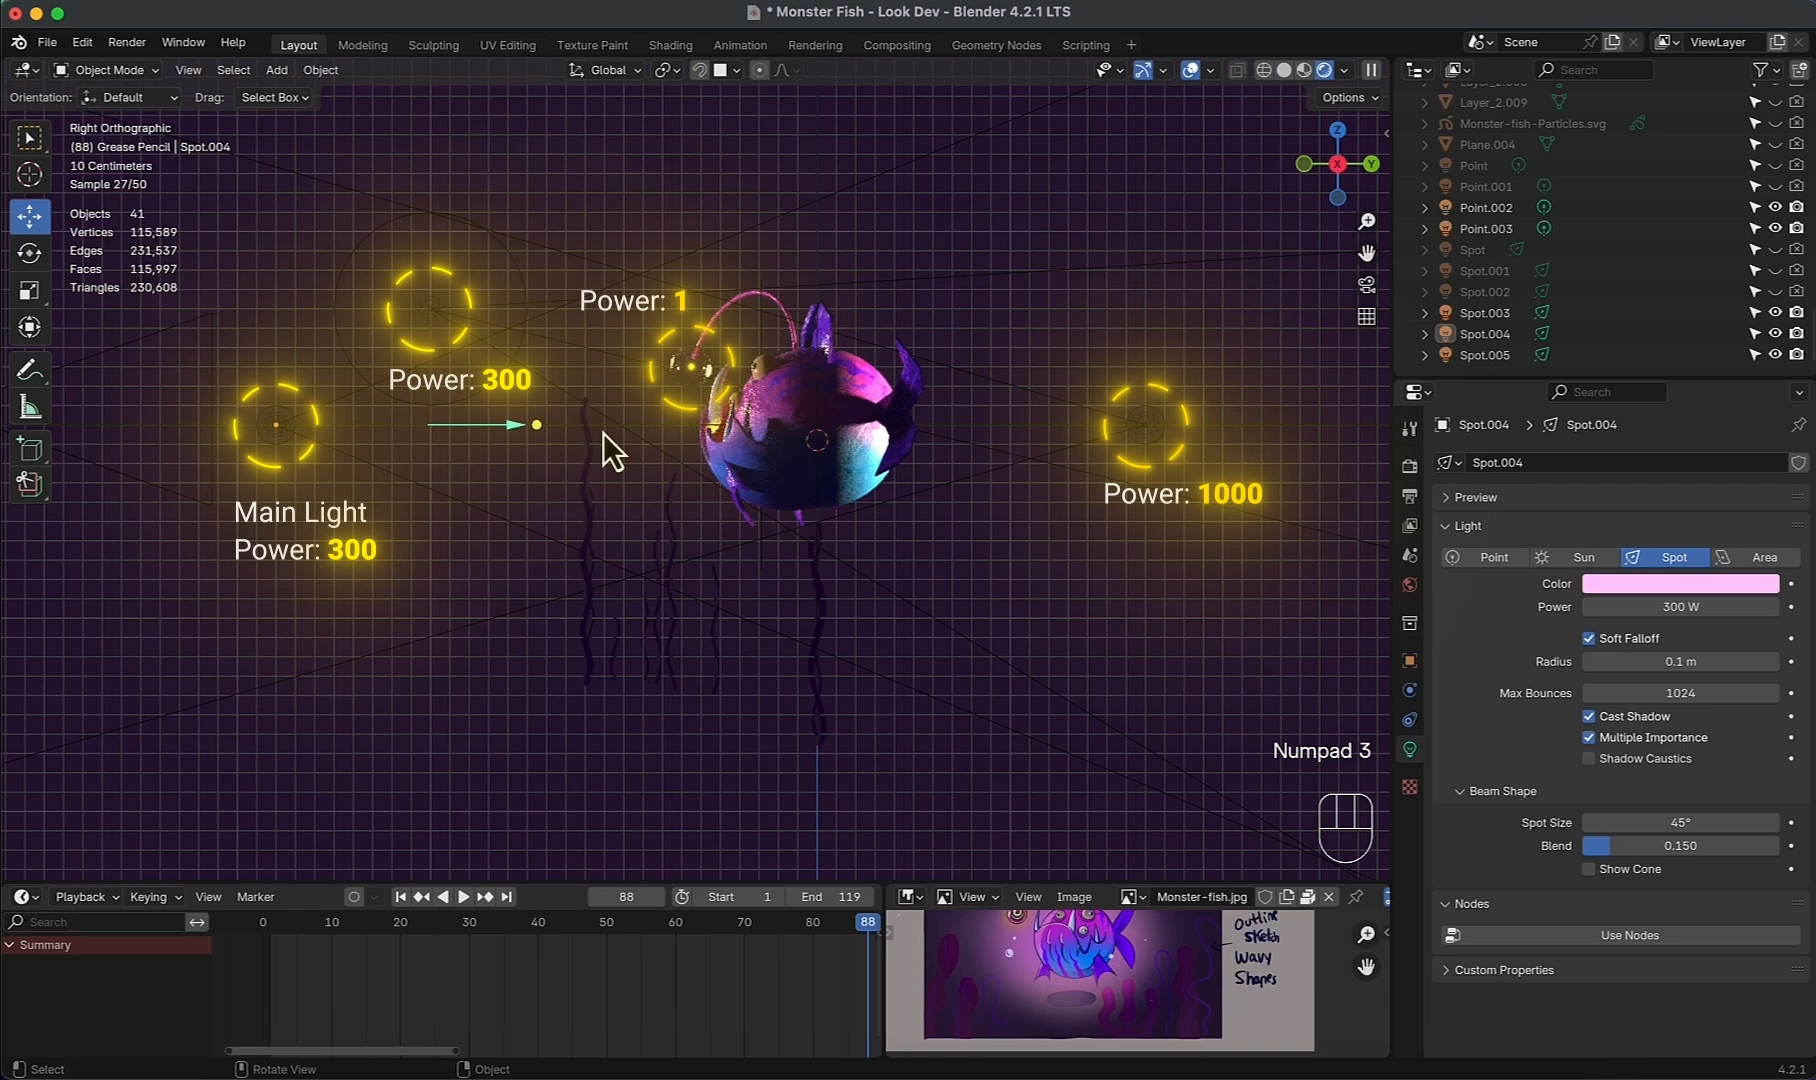 * Monster Fish - Look Dev - Blender 4.2.1 LTS
File Edit Render Window Help
Layout Modeling Sculpting UV Editing Texture Paint Shading Animation Rendering Compositing Geometry Nodes Scripting +
Scene
ViewLayer
Object Mode View Select Add Object
Global
Orientation: Default Drag: Select Box
Options
Right Orthographic
(88) Grease Pencil | Spot.004
10 Centimeters
Sample 27/50
Objects 41
Vertices 115,589
Edges 231,537
Faces 115,997
Triangles 230,608
Z
X
Y
Power: 1
Power: 300
Main Light
Power: 300
Power: 1000
Numpad 3
Search
Layer_2.009
Monster-fish-Particles.svg
Plane.004
Point
Point.001
Point.002
Point.003
Spot
Spot.001
Spot.002
Spot.003
Spot.004
Spot.005
Search
Spot.004 > Spot.004
Spot.004
Preview
Light
Point Sun Spot Area
Color
Power 300 W
Soft Falloff
Radius 0.1 m
Max Bounces 1024
Cast Shadow
Multiple Importance
Shadow Caustics
Beam Shape
Spot Size 45°
Blend 0.150
Show Cone
Nodes
Use Nodes
Custom Properties
Playback Keying View Marker
88 Start 1 End 119
Search
0 10 20 30 40 50 60 70 80 88
Summary
View View Image Monster-fish.jpg
Outline
Sketch
Wavy
Shapes
Select Rotate View Object
4.2.1